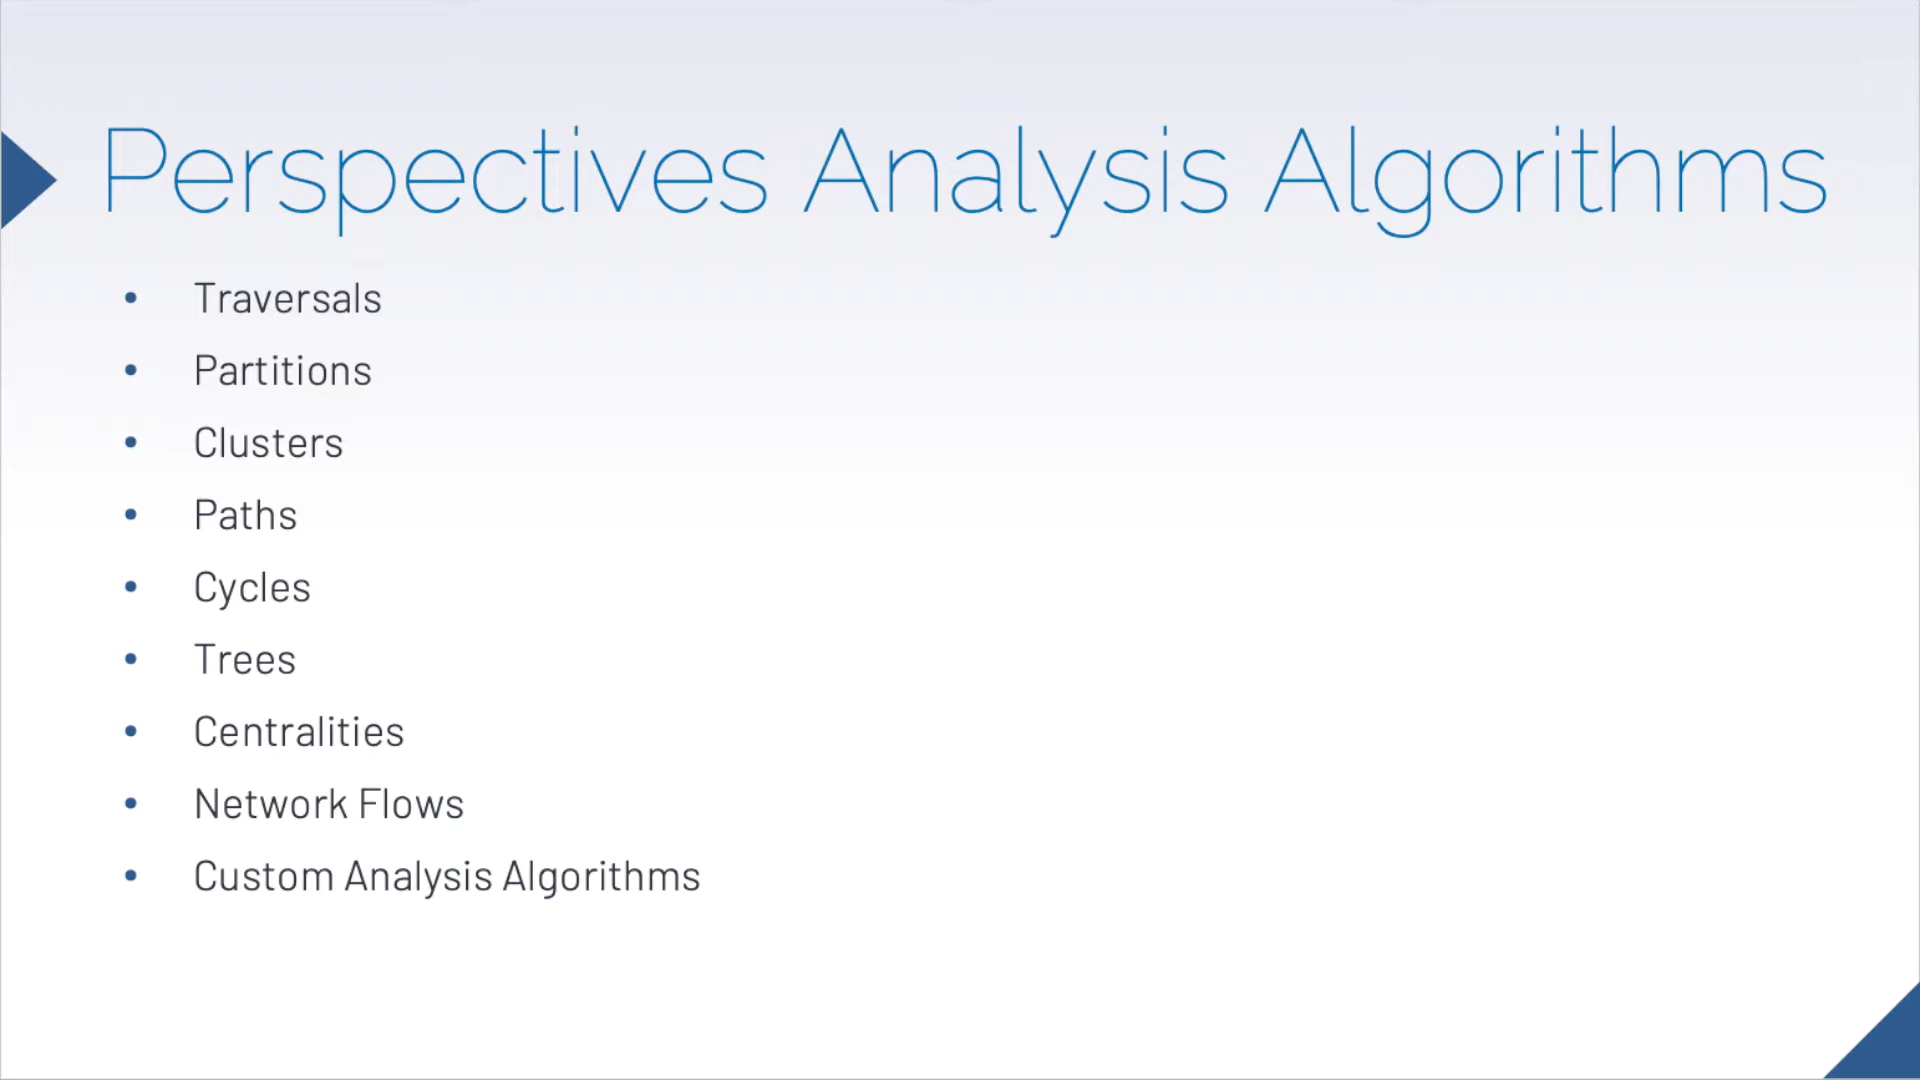 Perspectives Analysis Algorithms
• Traversals
• Partitions
• Clusters
• Paths
• Cycles
• Trees
• Centralities
• Network Flows
• Custom Analysis Algorithms